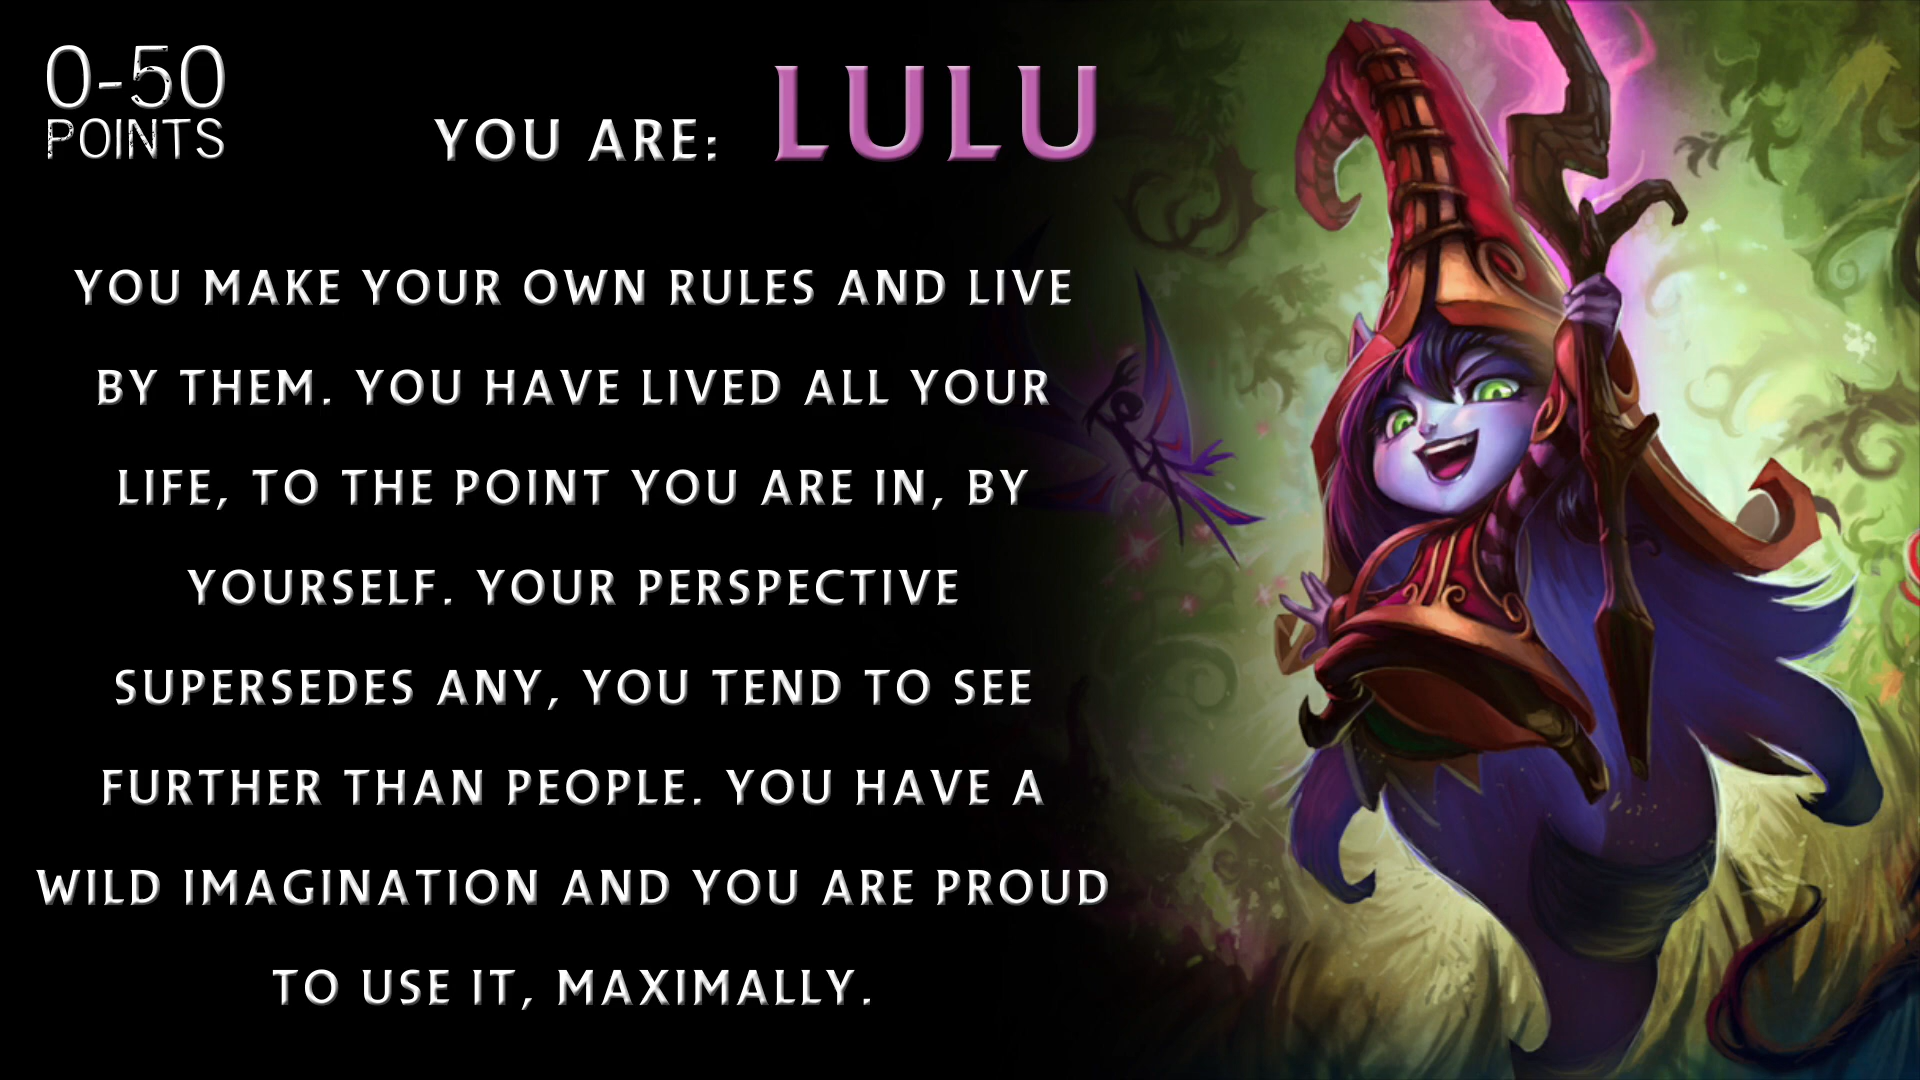 0-50
POINTS
YOU ARE: LULU
YOU MAKE YOUR OWN RULES AND LIVE
BY THEM. YOU HAVE LIVED ALL YOUR
LIFE, TO THE POINT YOU ARE IN, BY
YOURSELF. YOUR PERSPECTIVE
SUPERSEDES ANY, YOU TEND TO SEE
FURTHER THAN PEOPLE. YOU HAVE A
WILD IMAGINATION AND YOU ARE PROUD
TO USE IT, MAXIMALLY.